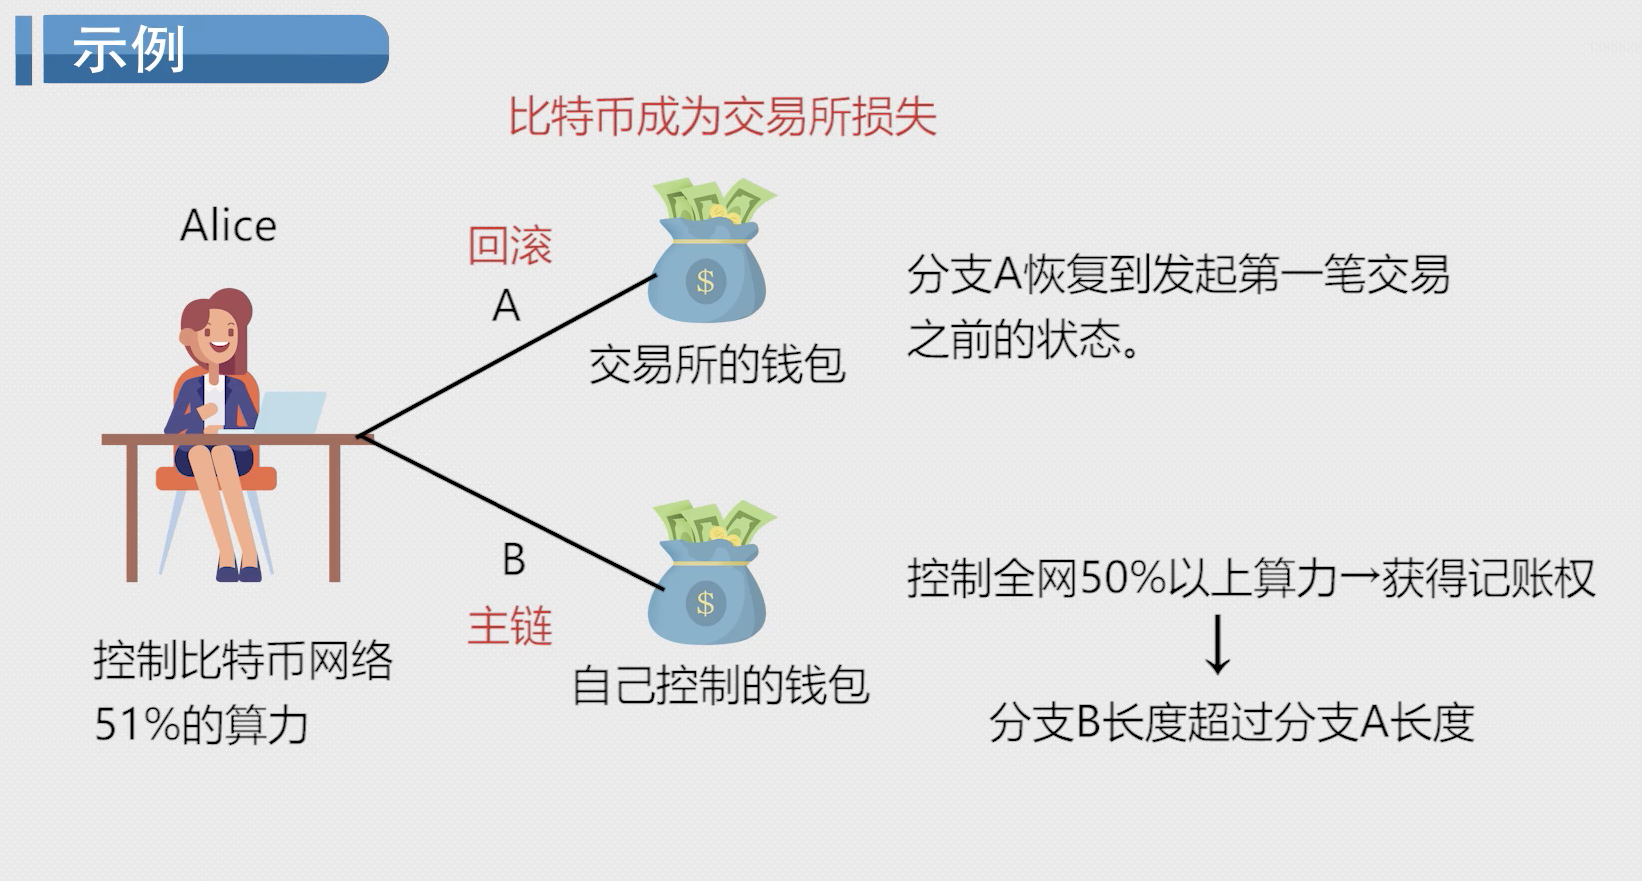 示例
比特币成为交易所损失
Alice
回滚
A
$
交易所的钱包
分支A恢复到发起第一笔交易
之前的状态。
B
主链
$
自己控制的钱包
控制比特币网络
51%的算力
控制全网50%以上算力→获得记账权
↓
分支B长度超过分支A长度